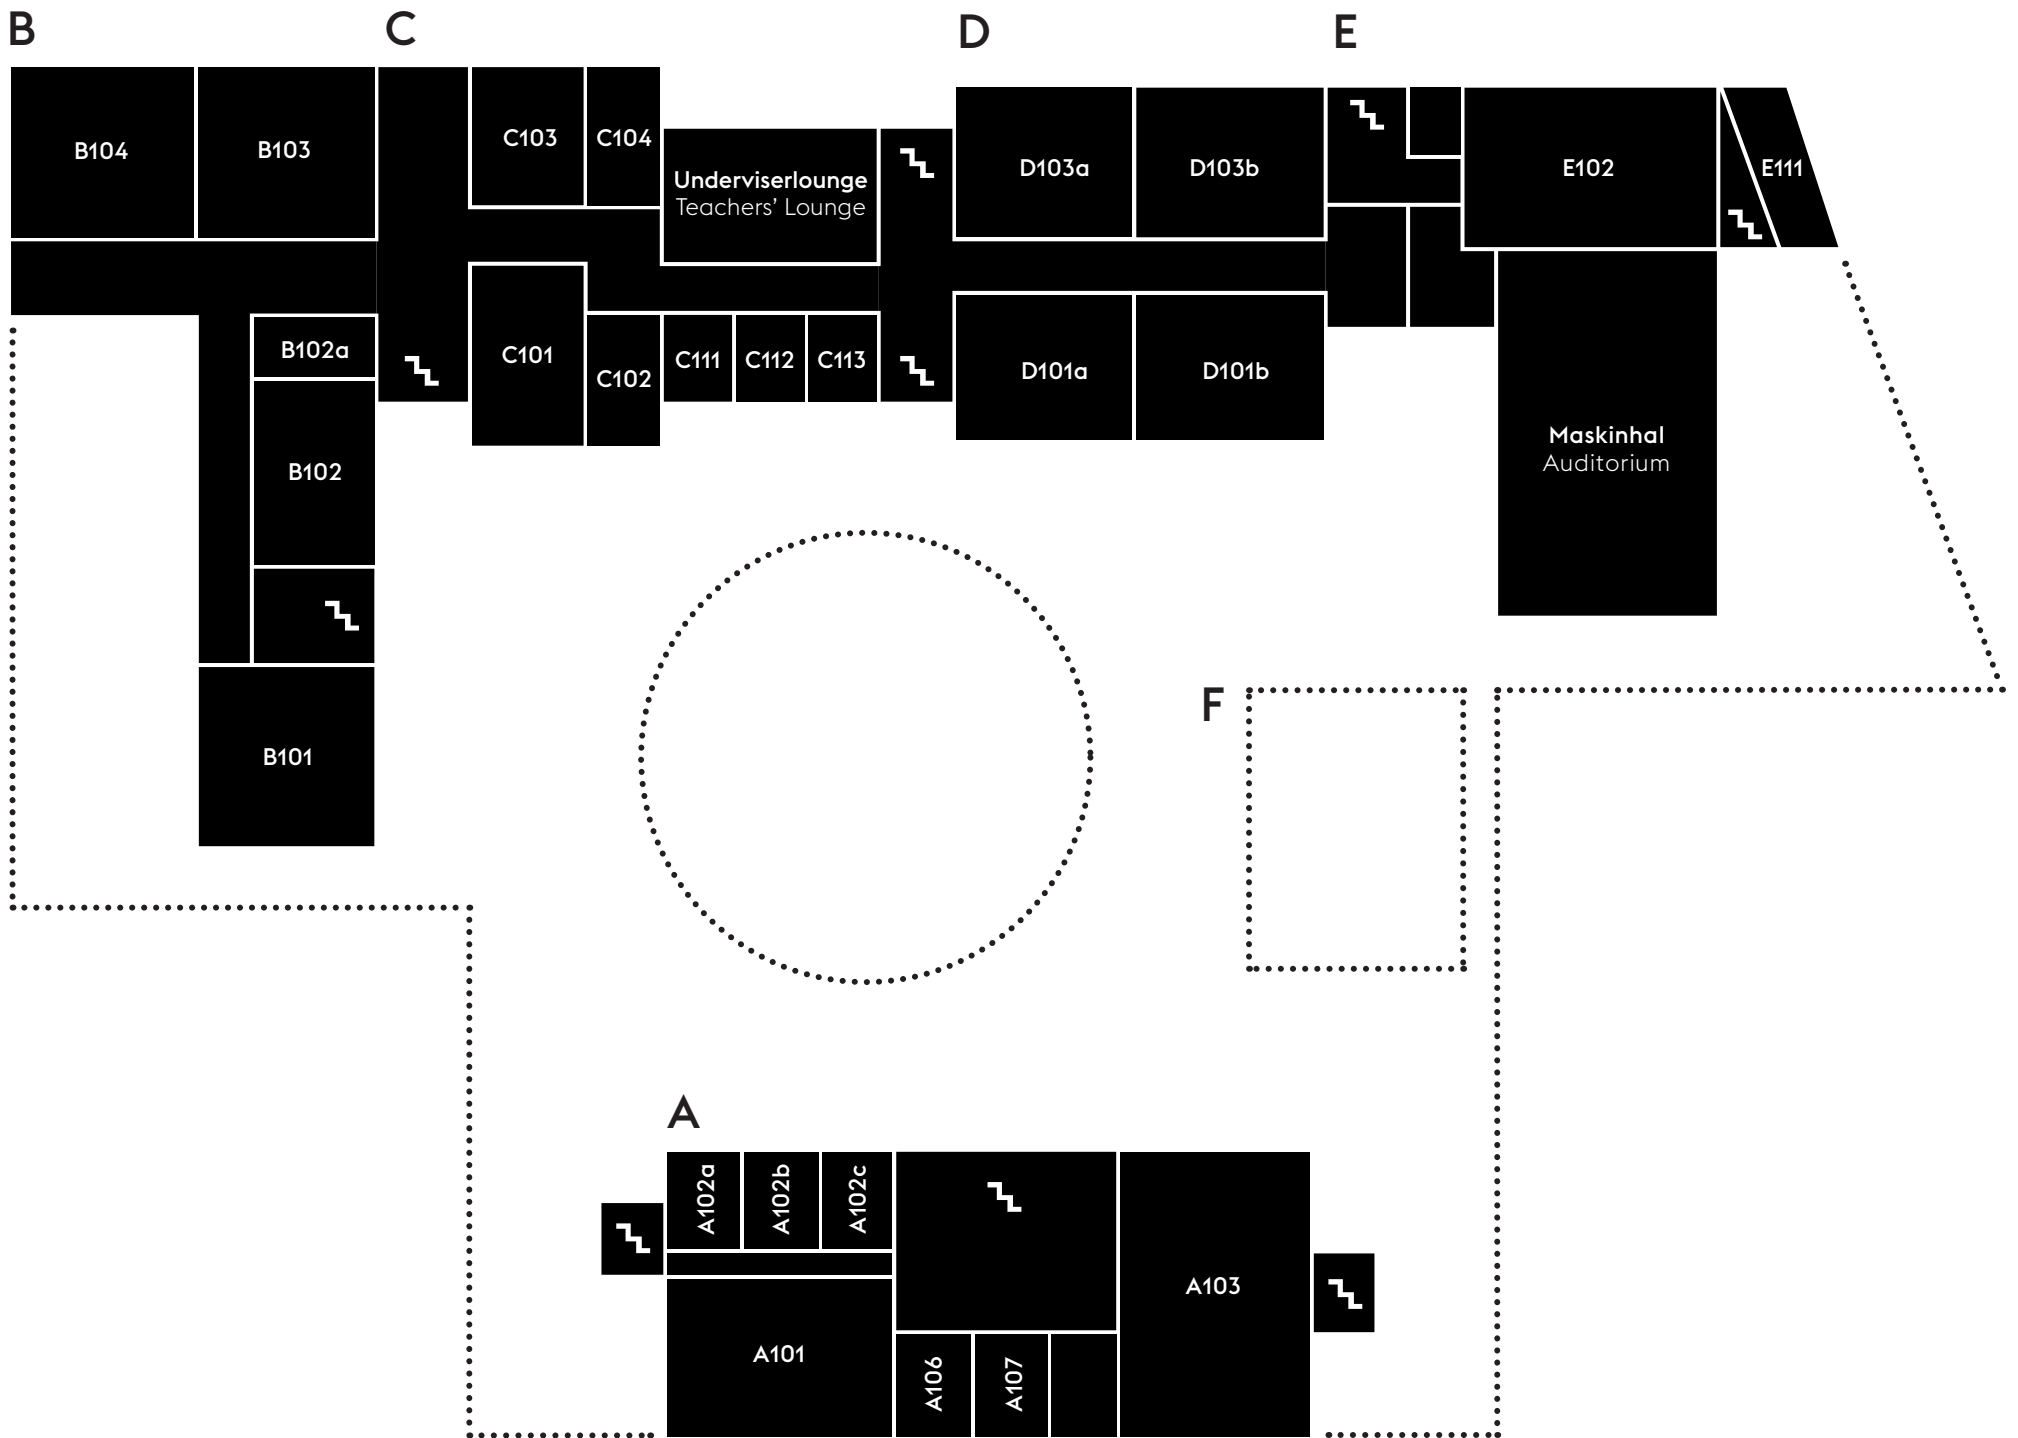 B
C
D
E
B104
B103
C103
C104
Underviserlounge
Teachers’ Lounge
D103a
D103b
E102
E111
B102a
C101
C102
C111
C112
C113
D101a
D101b
B102
Maskinhal
Auditorium
B101
F
A
A102a
A102b
A102c
A103
A101
A106
A107